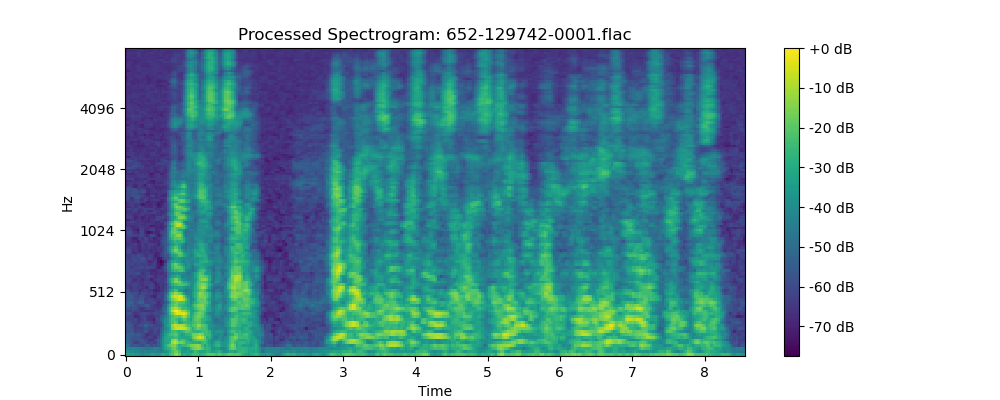 Processed Spectrogram: 652-129742-0001.flac
Hz
4096
2048
1024
512
0
0 1 2 3 4 5 6 7 8
Time
+0 dB
-10 dB
-20 dB
-30 dB
-40 dB
-50 dB
-60 dB
-70 dB